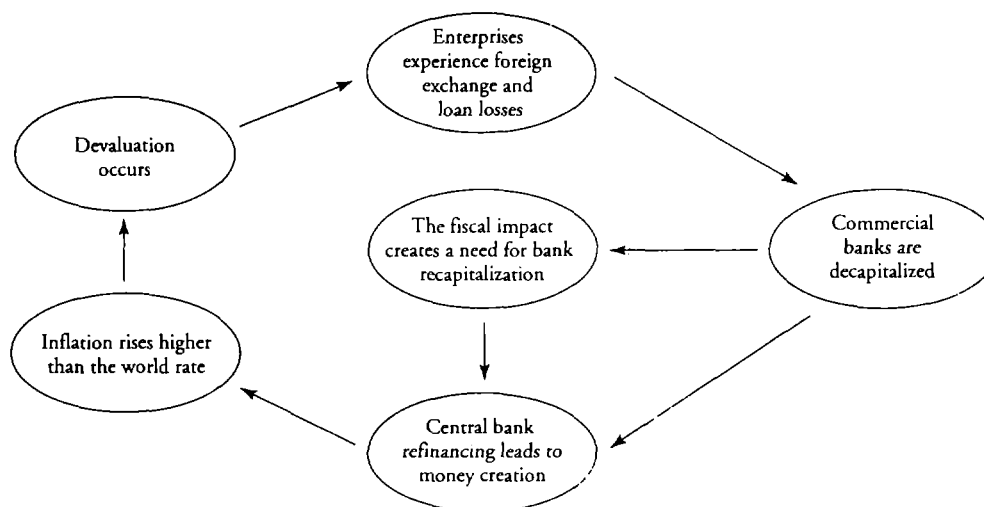 Enterprises
experience foreign
exchange and
loan losses
Devaluation
occurs
The fiscal impact
creates a need for bank
recapitalization
Commercial
banks are
decapitalized
Inflation rises higher
than the world rate
Central bank
refinancing leads to
money creation